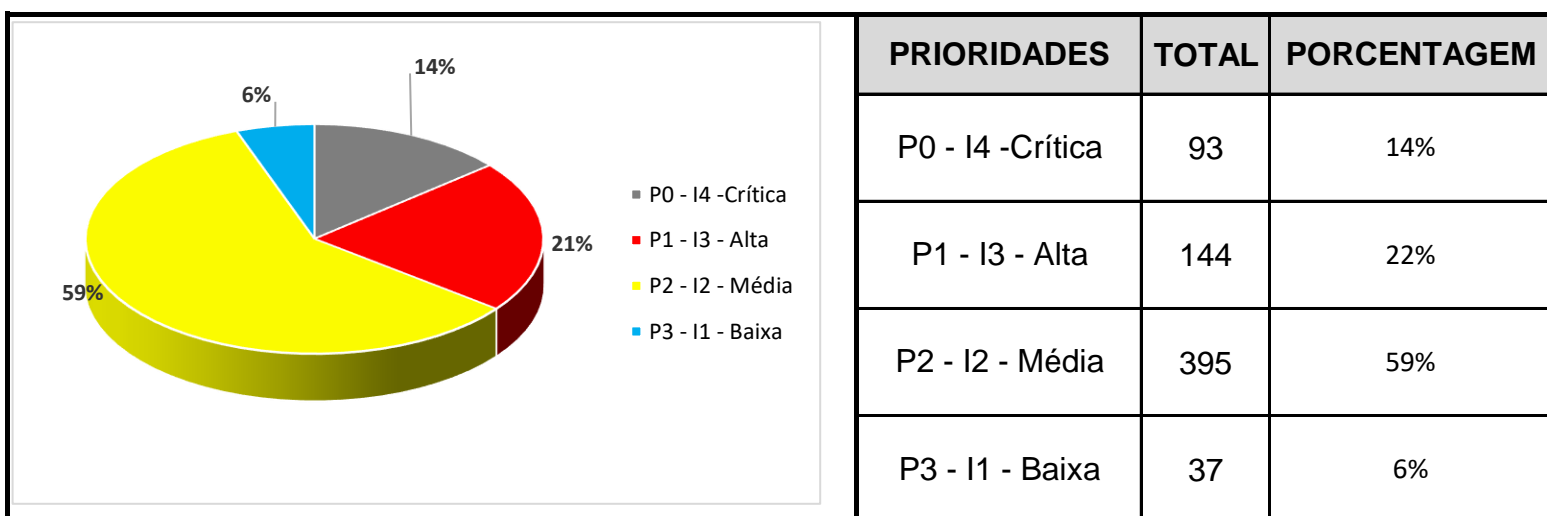 14%
6%
21%
59%
P0 - I4 -Crítica
P1 - I3 - Alta
P2 - I2 - Média
P3 - I1 - Baixa
PRIORIDADES TOTAL PORCENTAGEM
P0 - I4 -Crítica 93 14%
P1 - I3 - Alta 144 22%
P2 - I2 - Média 395 59%
P3 - I1 - Baixa 37 6%